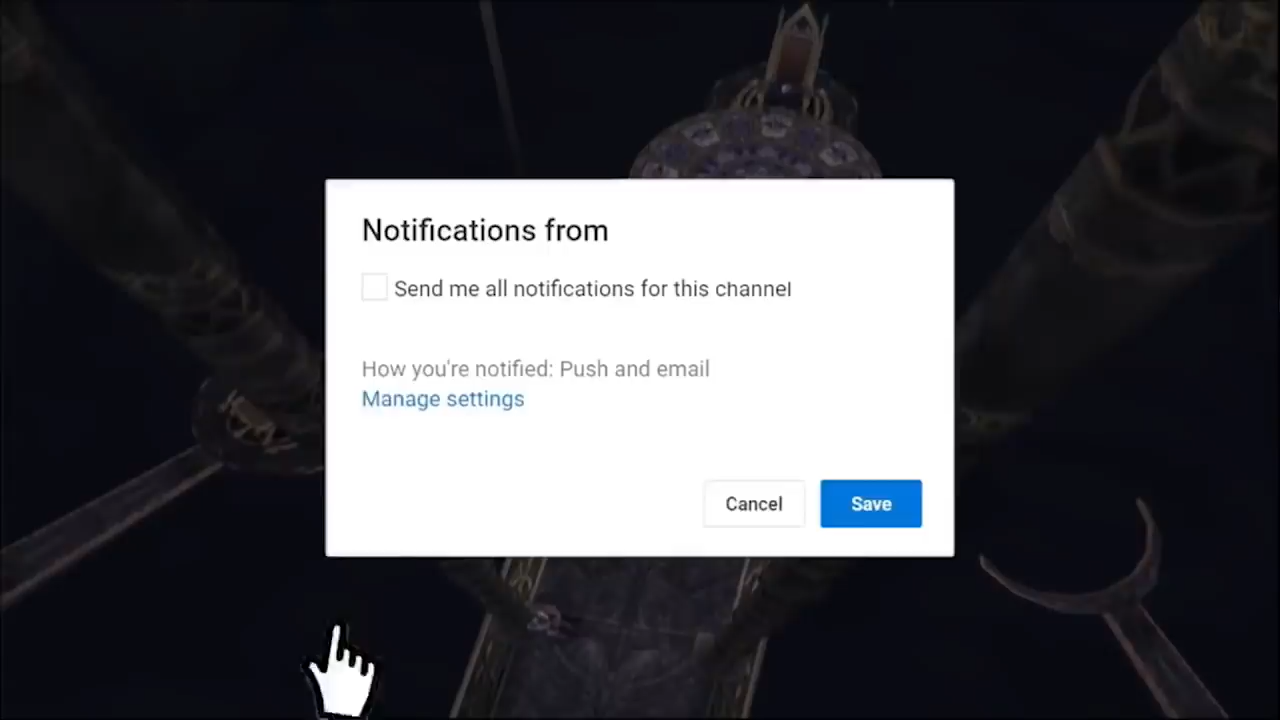 Notifications from
Send me all notifications for this channel
How you're notified: Push and email
Manage settings
Cancel
Save